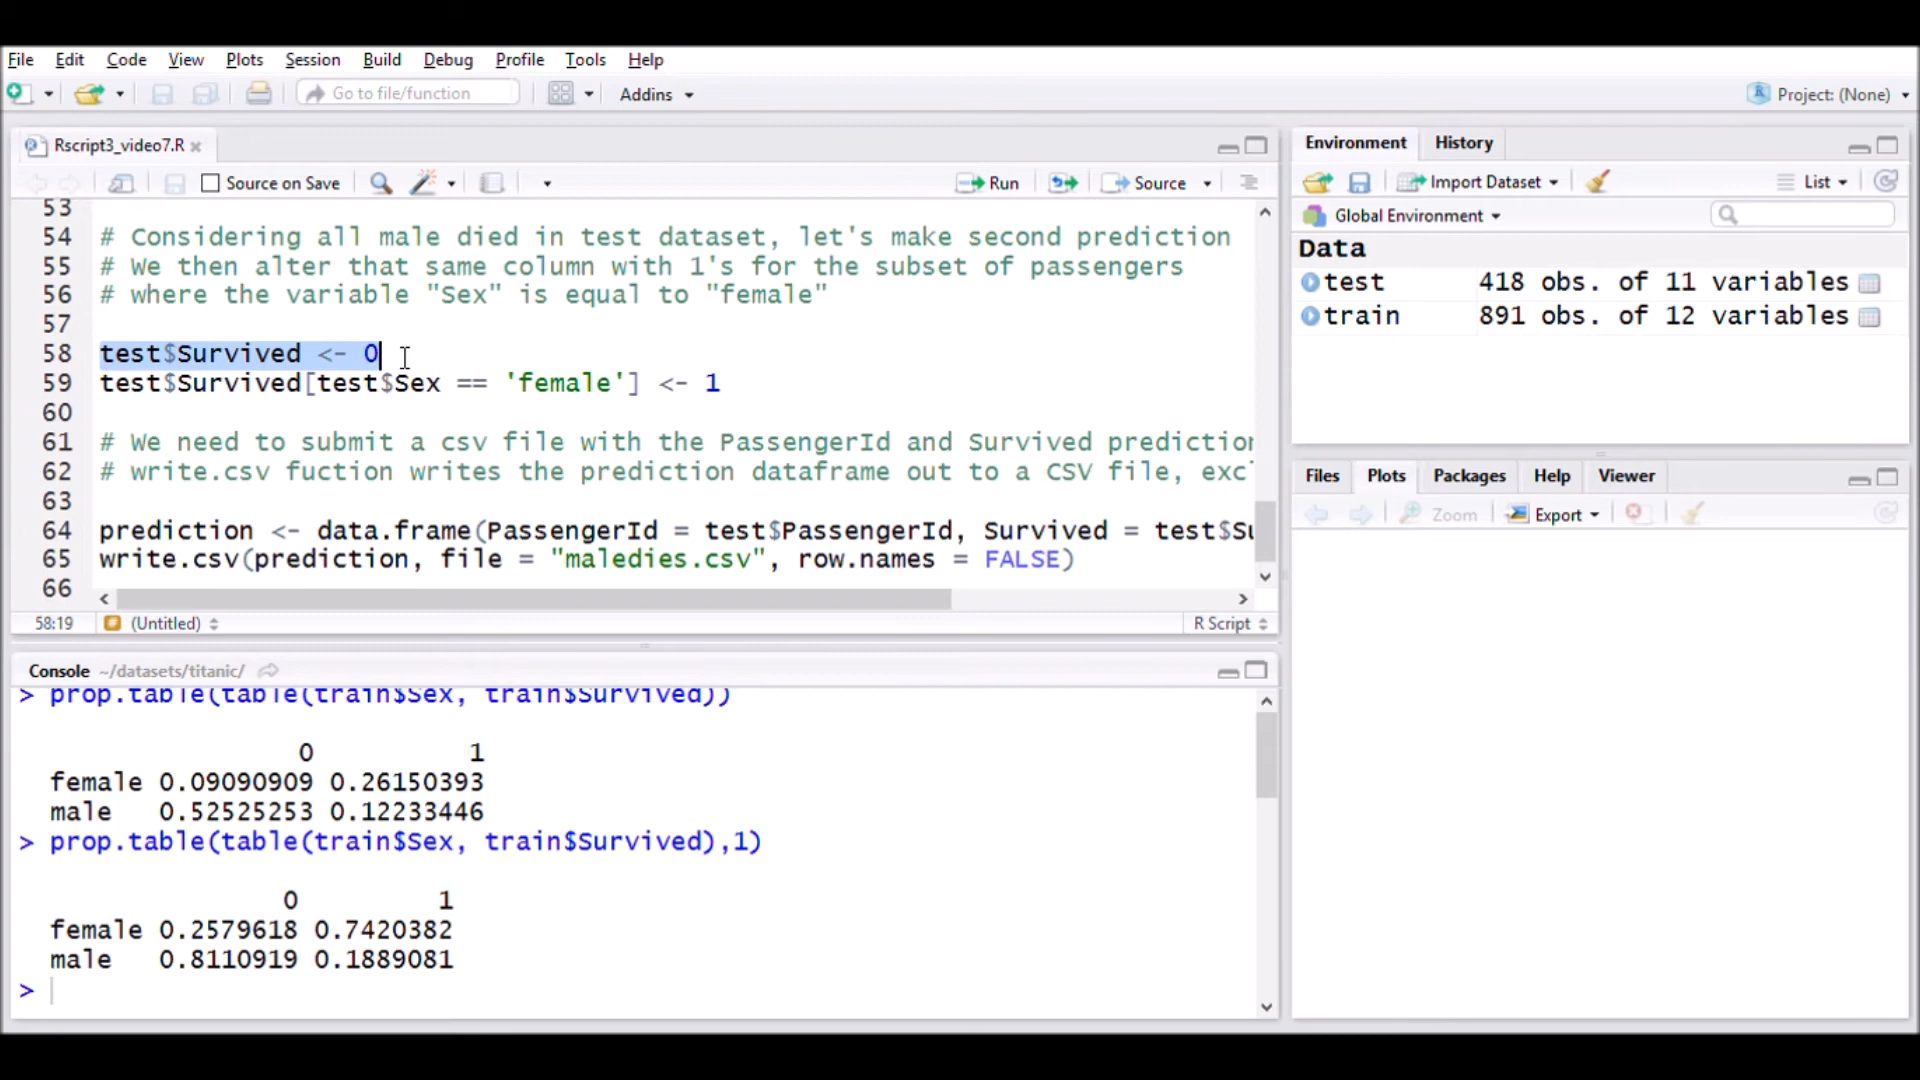 File Edit Code View Plots Session Build Debug Profile Tools Help
Go to file/function Addins Project: (None)
Rscript3_video7.R
Source on Save Run Source
53
54 # Considering all male died in test dataset, let's make second prediction
55 # We then alter that same column with 1's for the subset of passengers
56 # where the variable "Sex" is equal to "female"
57
58 test$Survived <- 0
59 test$Survived[test$Sex == 'female'] <- 1
60
61 # We need to submit a csv file with the PassengerId and Survived prediction
62 # write.csv fuction writes the prediction dataframe out to a CSV file, exc
63
64 prediction <- data.frame(PassengerId = test$PassengerId, Survived = test$Su
65 write.csv(prediction, file = "maledies.csv", row.names = FALSE)
66
58:19 (Untitled) R Script
Console ~/datasets/titanic/
> prop.table(table(train$Sex, train$Survived))
0 1
female 0.09090909 0.26150393
male 0.52525253 0.12233446
> prop.table(table(train$Sex, train$Survived),1)
0 1
female 0.2579618 0.7420382
male 0.8110919 0.1889081
>
Environment History
Import Dataset List
Global Environment
Data
test 418 obs. of 11 variables
train 891 obs. of 12 variables
Files Plots Packages Help Viewer
Zoom Export